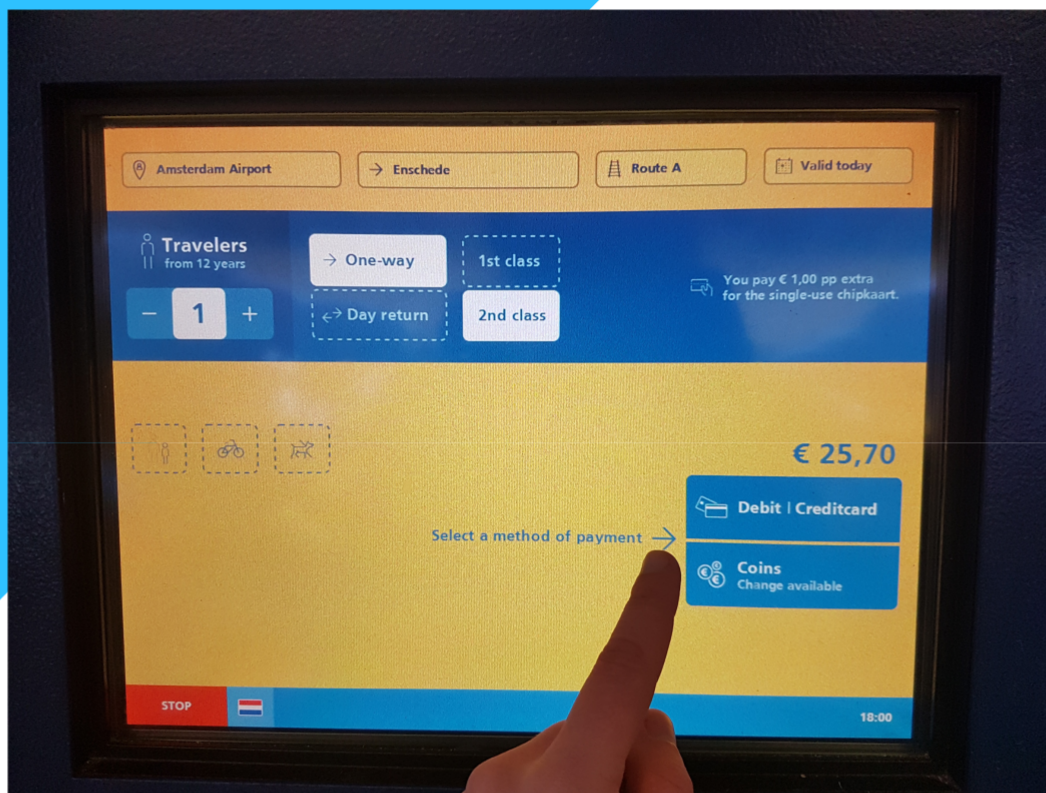 Amsterdam Airport
Enschede
Route A
Valid today
Travelers
from 12 years
1
One-way
1st class
Day return
2nd class
You pay € 1,00 pp extra
for the single-use chipkaart.
€ 25,70
Debit | Creditcard
Select a method of payment
Coins
Change available
STOP
18:00